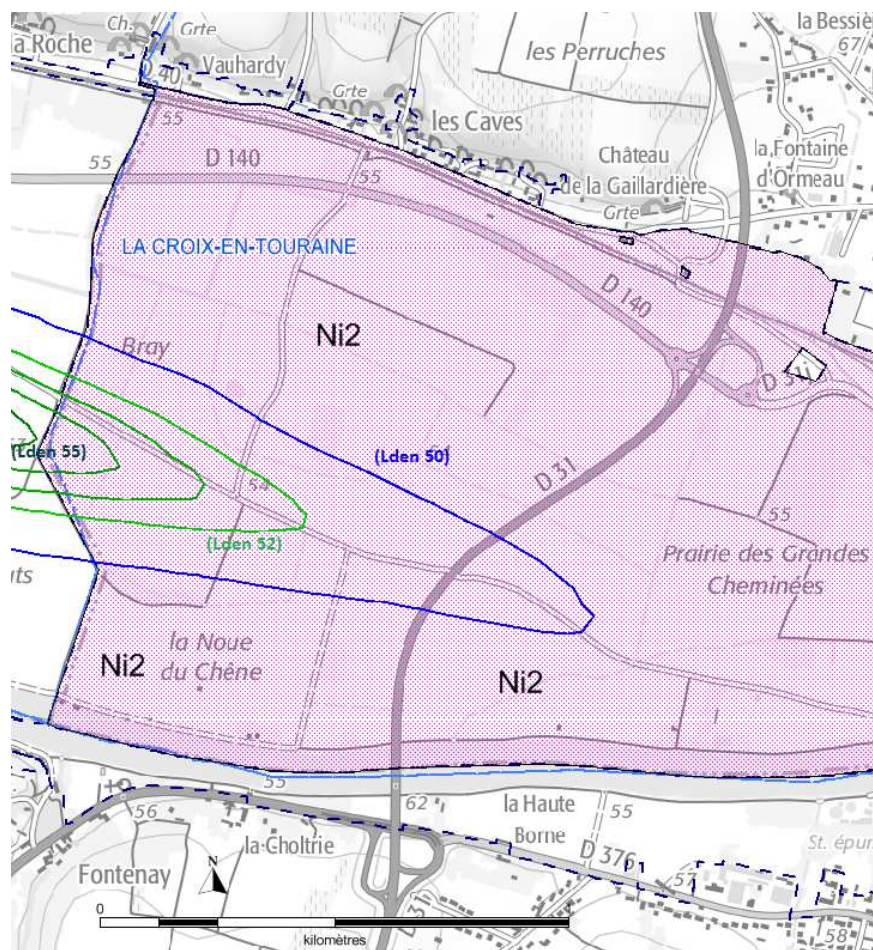 Ch.
Grte
la Bessiè
67
la Roche
D 40
Vauhardy
les Perruches
Grte
les Caves
55
D 140
55
55
Château
de la Gaillardière
la Fontaine
d'Ormeau
Grte
LA CROIX-EN-TOURAINE
D 140
Ni2
Bray
D 31
(Lden 50)
(Lden 55)
54
D 31
55
(Lden 52)
Prairie des Grandes
Cheminées
uts
la Noue
du Chêne
Ni2
Ni2
55
56
62
la Haute
Borne
55
la Choltrie
D 376
St. épur
Fontenay
N
57
58
0
1
kilomètres